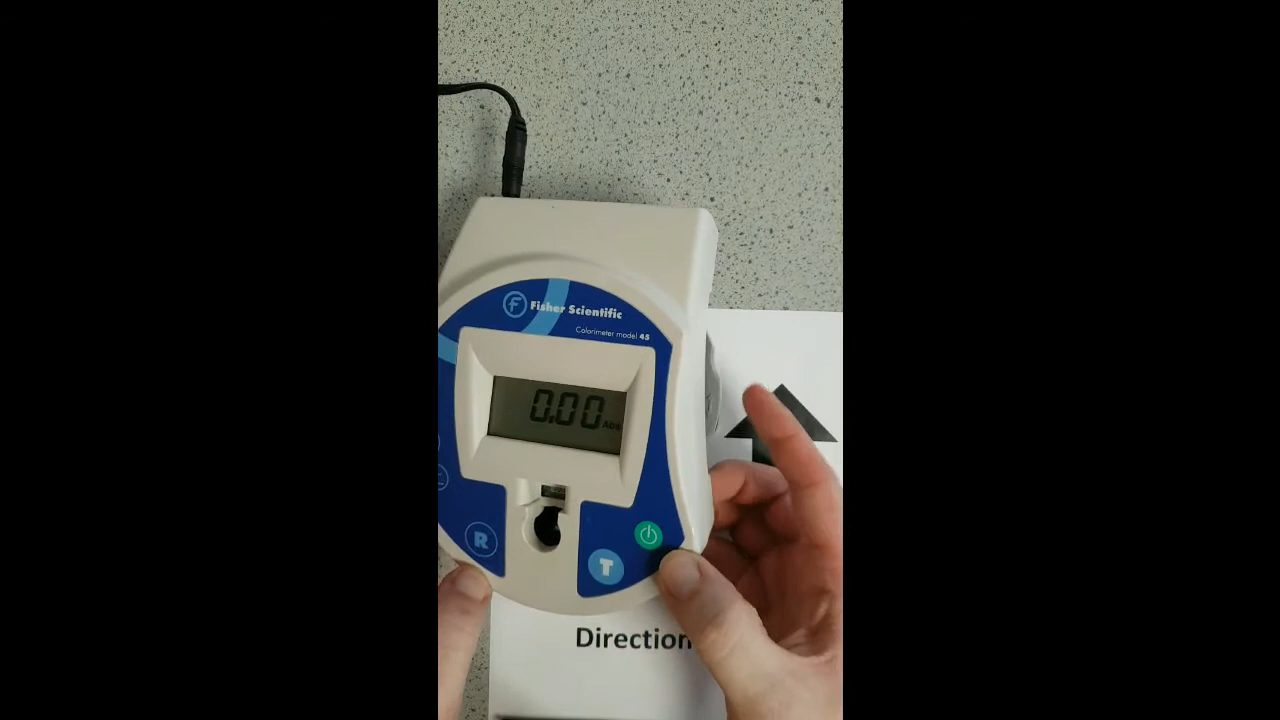 Fisher Scientific
Colorimeter model 45
0.00 Abs
R
T
Direction